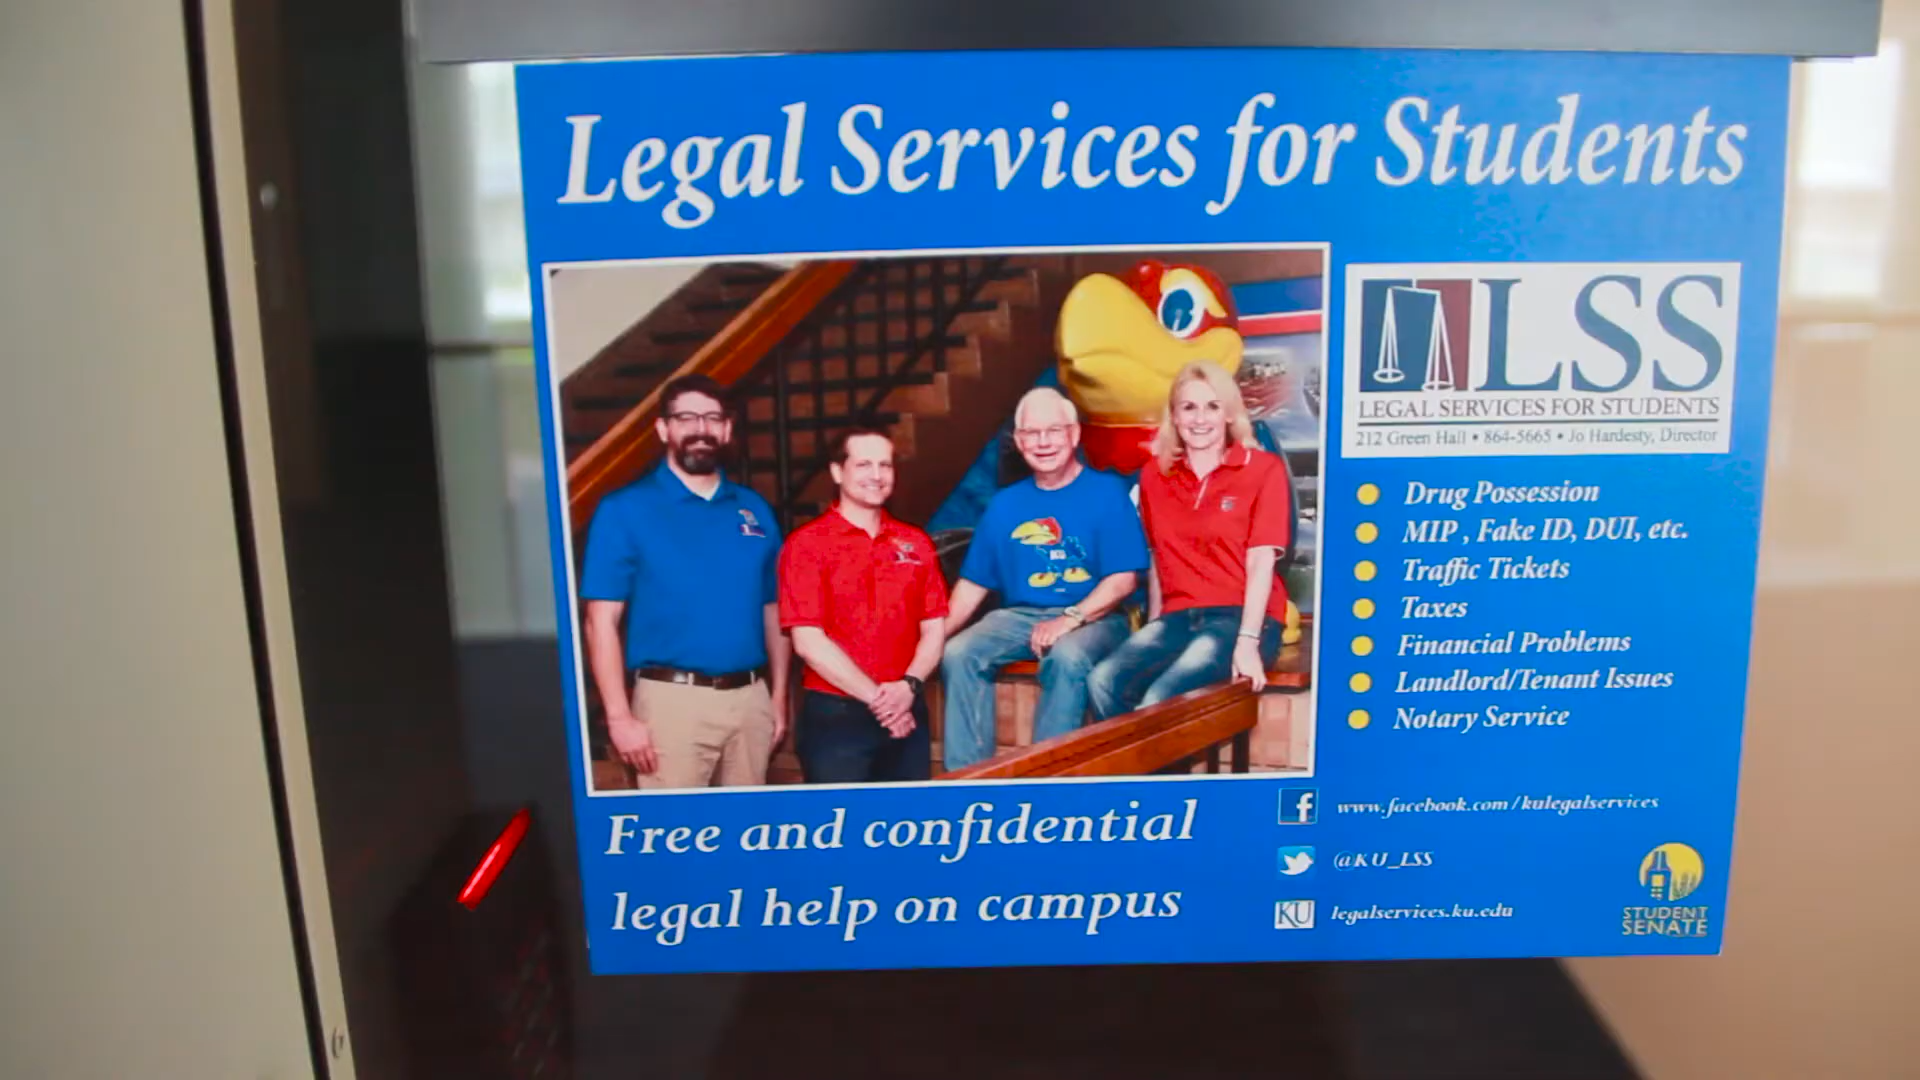 Legal Services for Students
LSS
LEGAL SERVICES FOR STUDENTS
212 Green Hall • 864-5665 • Jo Hardesty, Director
KU
Drug Possession
MIP , Fake ID, DUI, etc.
Traffic Tickets
Taxes
Financial Problems
Landlord/Tenant Issues
Notary Service
Free and confidential
legal help on campus
f www.facebook.com/kulegalservices
@KU_LSS
KU legalservices.ku.edu
STUDENT
SENATE